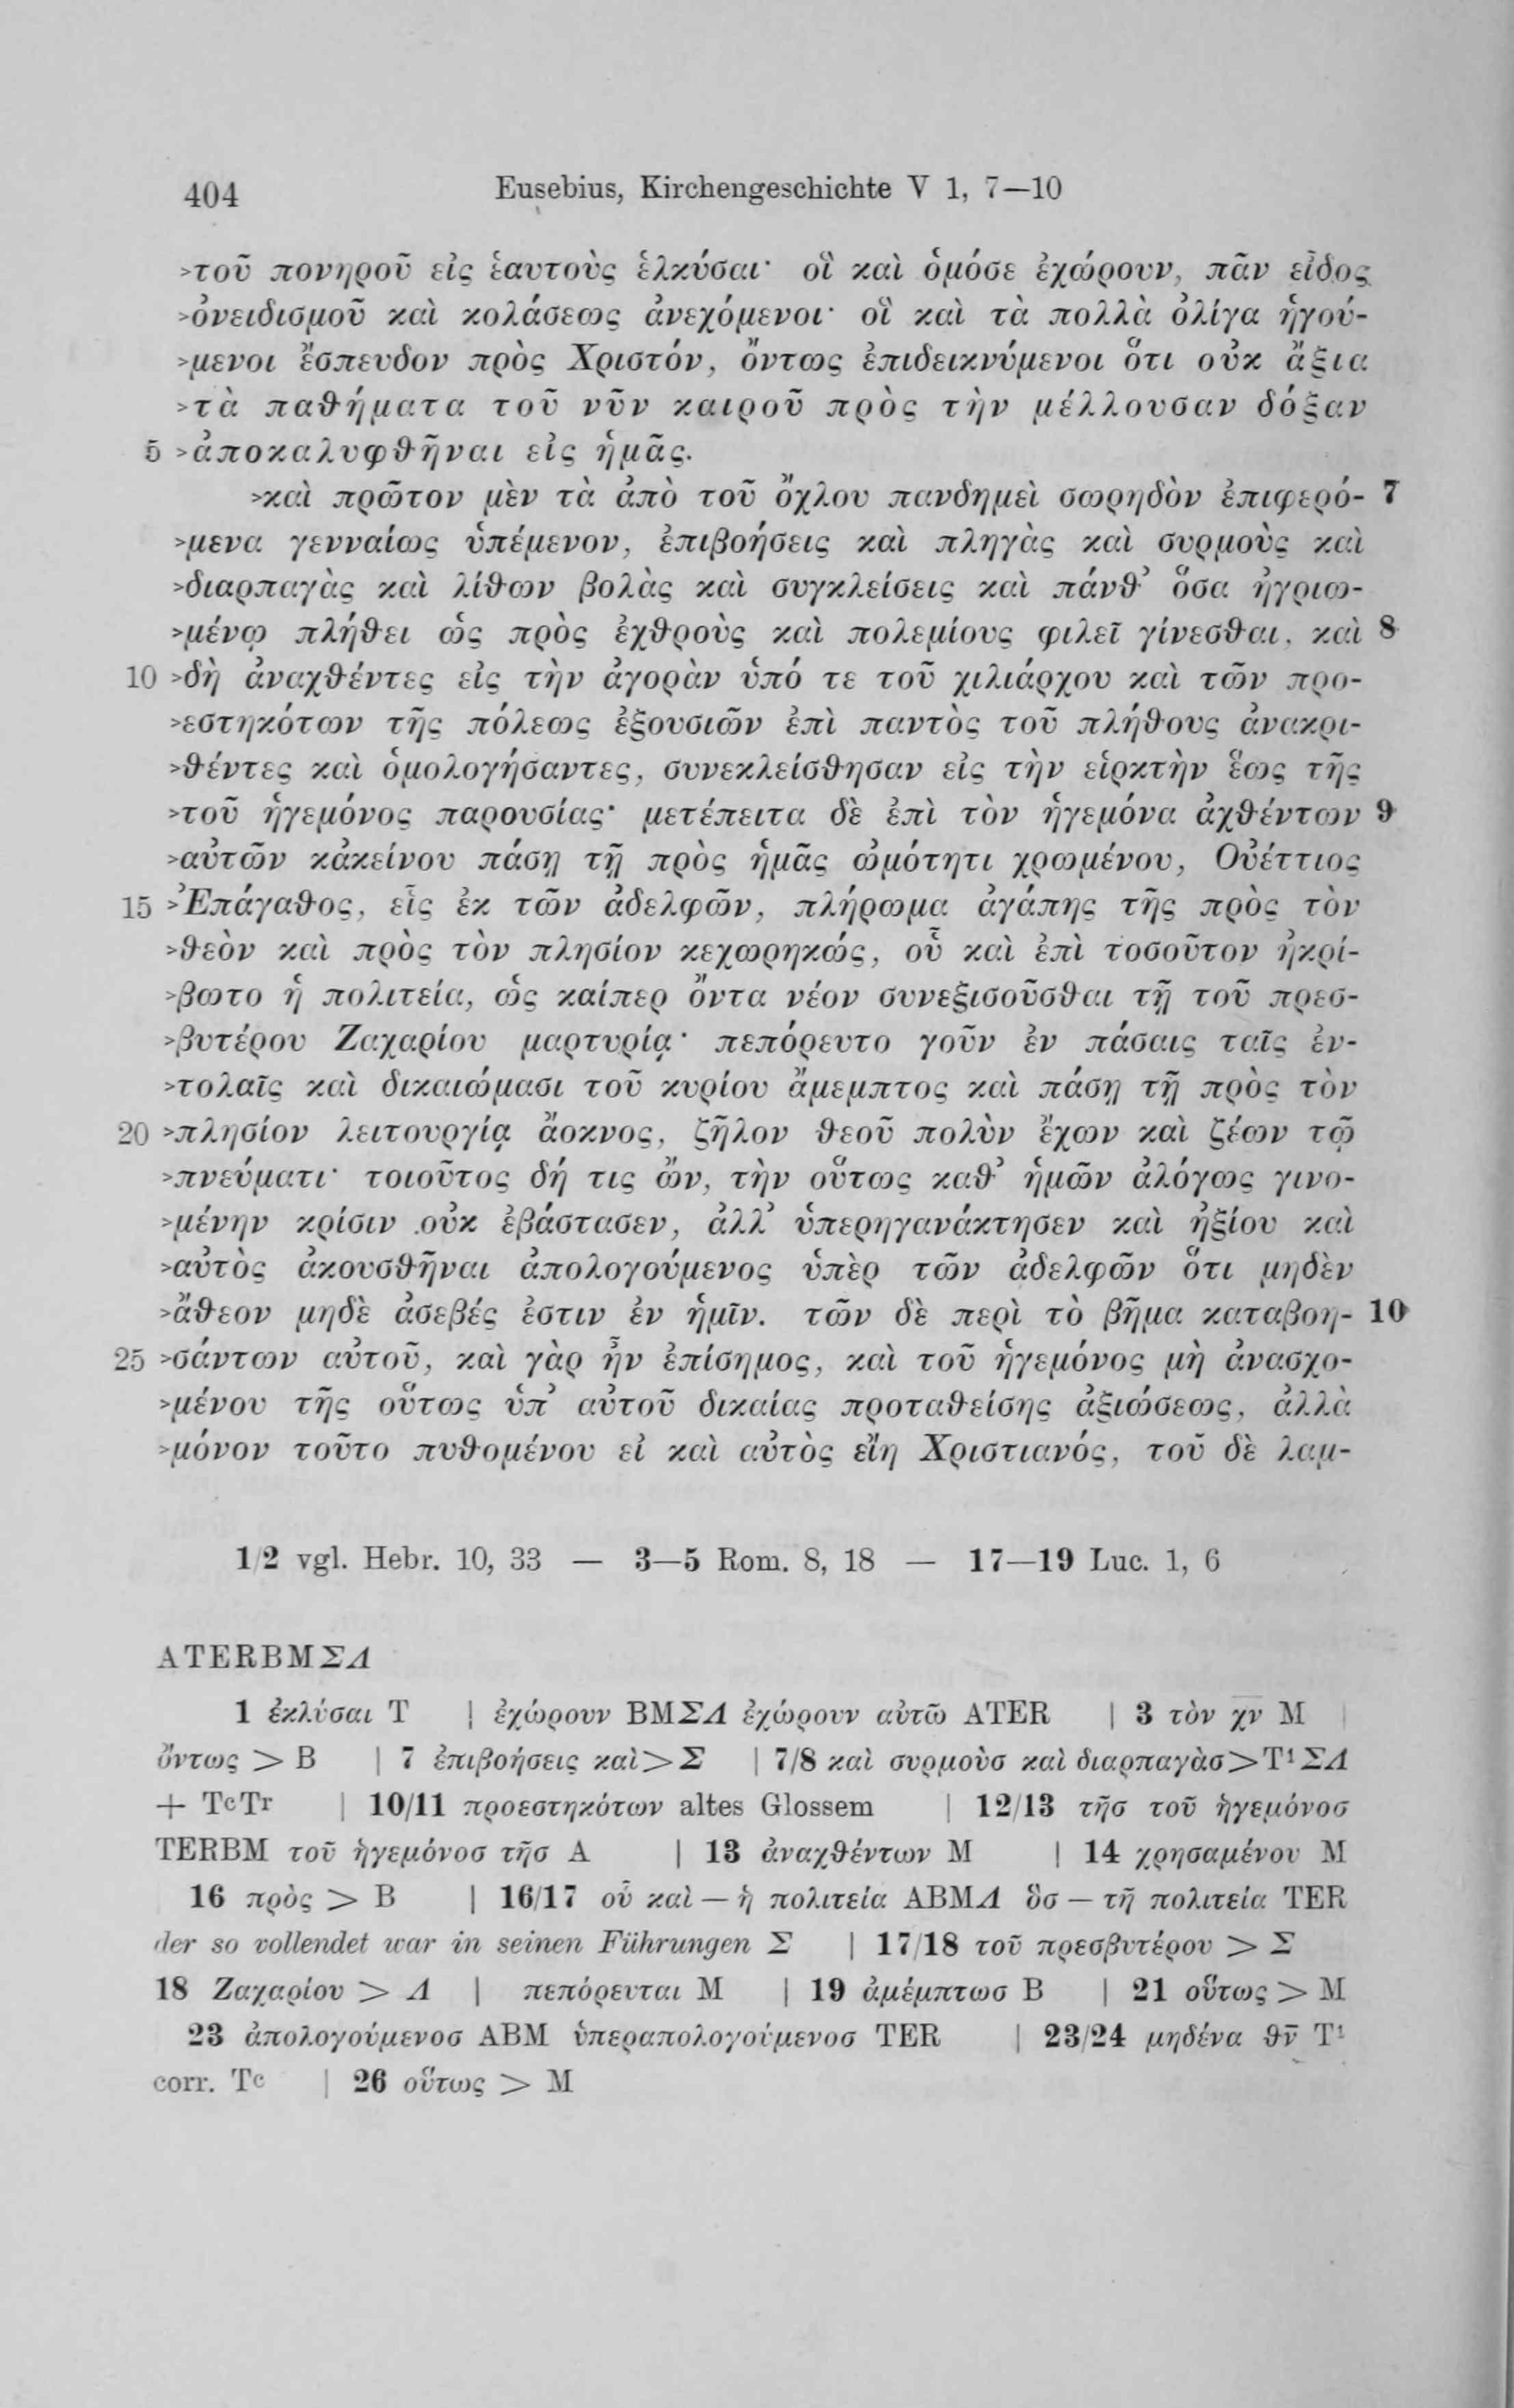 404 Eusebius, Kirchengeschichte V 1, 7—10
>τοῦ πονηροῦ εἰς ἑαυτοὺς ἑλκύσαι· οἳ καὶ ὁμόσε ἐχώρουν, πᾶν εἶδος
>ὀνειδισμοῦ καὶ κολάσεως ἀνεχόμενοι· οἳ καὶ τὰ πολλὰ ὀλίγα ἡγού-
>μενοι ἔσπευδον πρὸς Χριστόν, ὄντως ἐπιδεικνύμενοι ὅτι οὐκ ἄξια
>τὰ παθήματα τοῦ νῦν καιροῦ πρὸς τὴν μέλλουσαν δόξαν
5 >ἀποκαλυφθῆναι εἰς ἡμᾶς.
>καὶ πρῶτον μὲν τὰ ἀπὸ τοῦ ὄχλου πανδημεὶ σωρηδὸν ἐπιφερό- 7
>μενα γενναίως ὑπέμενον, ἐπιβοήσεις καὶ πληγὰς καὶ συρμοὺς καὶ
>διαρπαγὰς καὶ λίθων βολὰς καὶ συγκλείσεις καὶ πάνθ’ ὅσα ἠγριω-
>μένῳ πλήθει ὡς πρὸς ἐχθροὺς καὶ πολεμίους φιλεῖ γίνεσθαι, καὶ 8
10 >δὴ ἀναχθέντες εἰς τὴν ἀγορὰν ὑπό τε τοῦ χιλιάρχου καὶ τῶν προ-
>εστηκότων τῆς πόλεως ἐξουσιῶν ἐπὶ παντὸς τοῦ πλήθους ἀνακρι-
>θέντες καὶ ὁμολογήσαντες, συνεκλείσθησαν εἰς τὴν εἱρκτὴν ἕως τῆς
>τοῦ ἡγεμόνος παρουσίας· μετέπειτα δὲ ἐπὶ τὸν ἡγεμόνα ἀχθέντων 9
>αὐτῶν κἀκείνου πάσῃ τῇ πρὸς ἡμᾶς ὠμότητι χρωμένου, Οὐέττιος
15 >Ἐπάγαθος, εἷς ἐκ τῶν ἀδελφῶν, πλήρωμα ἀγάπης τῆς πρὸς τὸν
>θεὸν καὶ πρὸς τὸν πλησίον κεχωρηκώς, οὗ καὶ ἐπὶ τοσοῦτον ἠκρί-
>βωτο ἡ πολιτεία, ὡς καίπερ ὄντα νέον συνεξισοῦσθαι τῇ τοῦ πρεσ-
>βυτέρου Ζαχαρίου μαρτυρίᾳ· πεπόρευτο γοῦν ἐν πάσαις ταῖς ἐν-
>τολαῖς καὶ δικαιώμασι τοῦ κυρίου ἄμεμπτος καὶ πάσῃ τῇ πρὸς τὸν
20 >πλησίον λειτουργίᾳ ἄοκνος, ζῆλον θεοῦ πολὺν ἔχων καὶ ζέων τῷ
>πνεύματι· τοιοῦτος δή τις ὤν, τὴν οὕτως καθ’ ἡμῶν ἀλόγως γινο-
>μένην κρίσιν οὐκ ἐβάστασεν, ἀλλ’ ὑπερηγανάκτησεν καὶ ἠξίου καὶ
>αὐτὸς ἀκουσθῆναι ἀπολογούμενος ὑπὲρ τῶν ἀδελφῶν ὅτι μηδὲν
>ἄθεον μηδὲ ἀσεβές ἐστιν ἐν ἡμῖν. τῶν δὲ περὶ τὸ βῆμα καταβοη- 10
25 >σάντων αὐτοῦ, καὶ γὰρ ἦν ἐπίσημος, καὶ τοῦ ἡγεμόνος μὴ ἀνασχο-
>μένου τῆς οὕτως ὑπ’ αὐτοῦ δικαίας προταθείσης ἀξιώσεως, ἀλλὰ
>μόνον τοῦτο πυθομένου εἰ καὶ αὐτὸς εἴη Χριστιανός, τοῦ δὲ λαμ-
1/2 vgl. Hebr. 10, 33 — 3—5 Rom. 8, 18 — 17—19 Luc. 1, 6
ATERBMΣΛ
1 ἐκλύσαι T | ἐχώρουν BMΣΛ ἐχώρουν αὐτῶ ATER | 3 τὸν χν̅ M |
ὄντως > B | 7 ἐπιβοήσεις καὶ > Σ | 7/8 καὶ συρμοὺσ καὶ διαρπαγὰσ > T¹ΣΛ
+ TᶜTʳ | 10/11 προεστηκότων altes Glossem | 12/13 τῆσ τοῦ ἡγεμόνοσ
TERBM τοῦ ἡγεμόνοσ τῆσ A | 13 ἀναχθέντων M | 14 χρησαμένου M
16 πρὸς > B | 16/17 οὗ καὶ — ἡ πολιτεία ABMΛ ὃσ — τῇ πολιτεία TER
der so vollendet war in seinen Führungen Σ | 17/18 τοῦ πρεσβυτέρου > Σ
18 Ζαχαρίου > Λ | πεπόρευται M | 19 ἀμέμπτωσ B | 21 οὕτως > M
23 ἀπολογούμενοσ ABM ὑπεραπολογούμενοσ TER | 23/24 μηδένα θν̅ T¹
corr. Tᶜ | 26 οὕτως > M